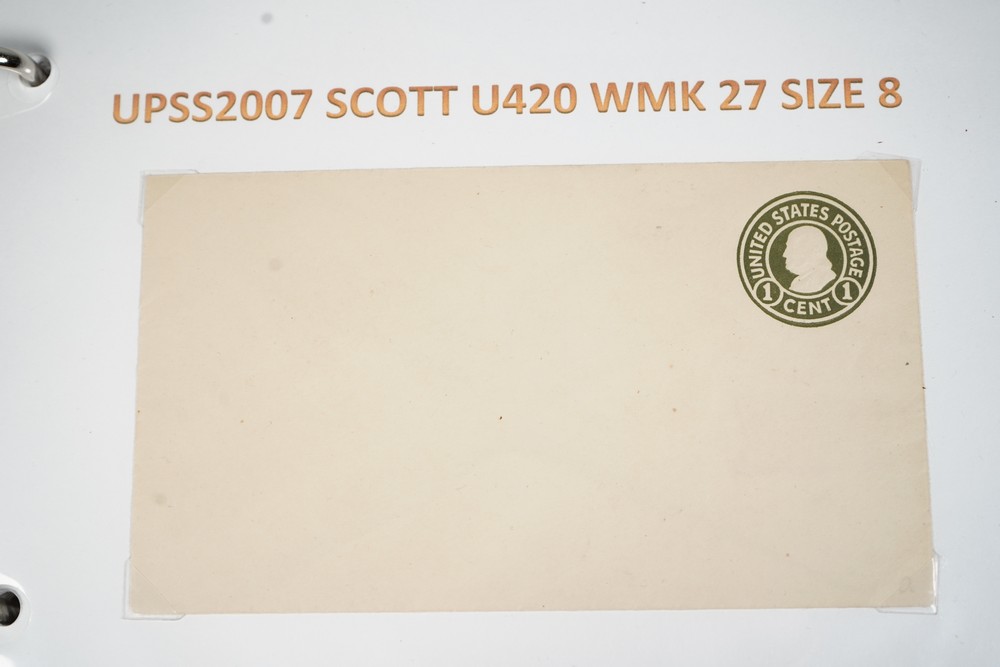 UPSS2007 SCOTT U420 WMK 27 SIZE 8
UNITED STATES POSTAGE
1 CENT 1
a